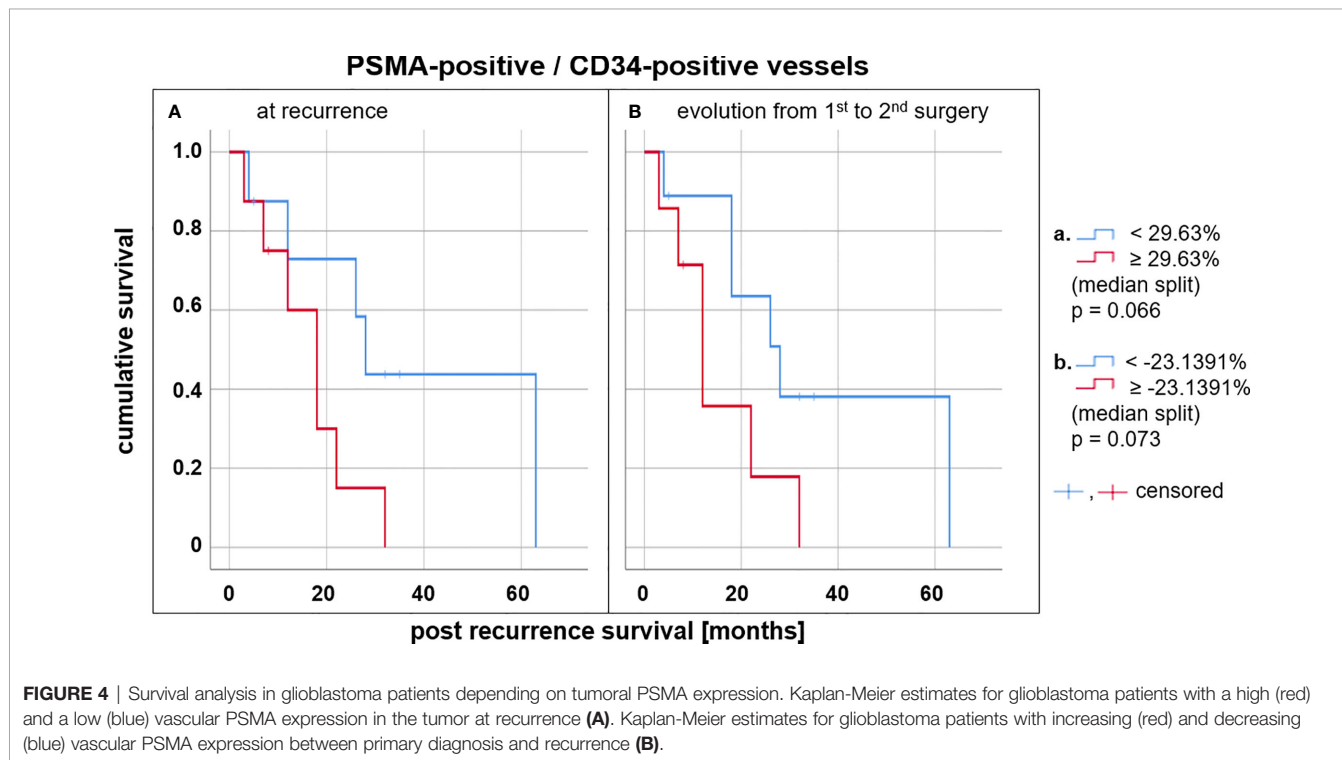 PSMA-positive / CD34-positive vessels
A at recurrence
B evolution from 1st to 2nd surgery
cumulative survival
1.0
0.8
0.6
0.4
0.2
0
0 20 40 60
0 20 40 60
post recurrence survival [months]
a. < 29.63%
≥ 29.63%
(median split)
p = 0.066
b. < -23.1391%
≥ -23.1391%
(median split)
p = 0.073
, censored
FIGURE 4 | Survival analysis in glioblastoma patients depending on tumoral PSMA expression. Kaplan-Meier estimates for glioblastoma patients with a high (red)
and a low (blue) vascular PSMA expression in the tumor at recurrence (A). Kaplan-Meier estimates for glioblastoma patients with increasing (red) and decreasing
(blue) vascular PSMA expression between primary diagnosis and recurrence (B).